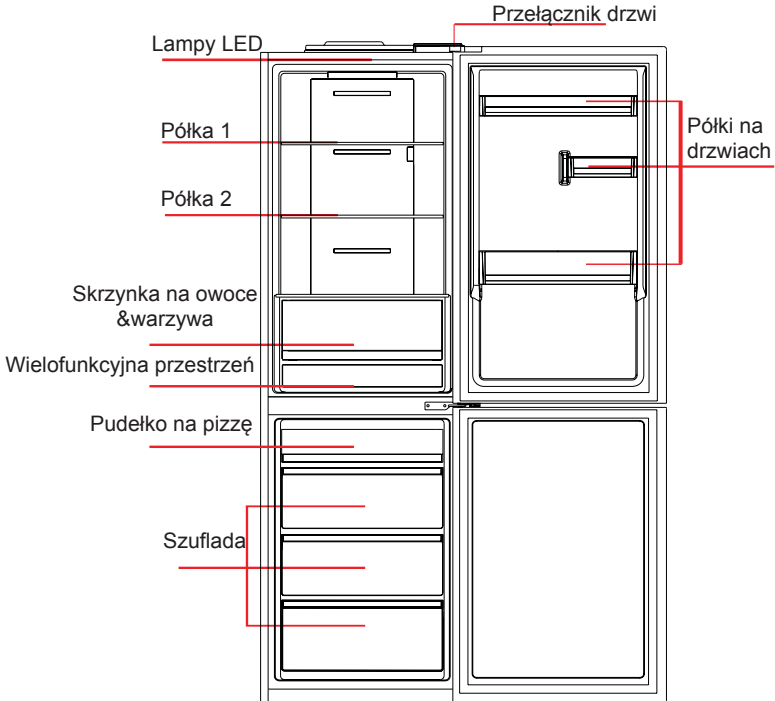 Przełącznik drzwi
Lampy LED
Półka 1
Półki na
drzwiach
Półka 2
Skrzynka na owoce
&warzywa
Wielofunkcyjna przestrzeń
Pudełko na pizzę
Szuflada